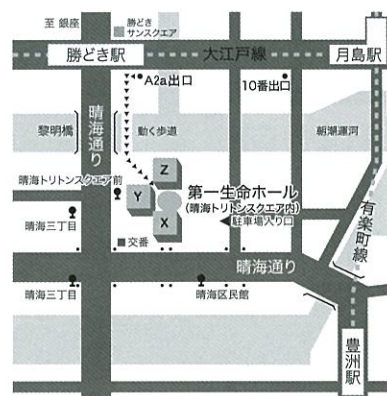 至 銀座
勝どき
サンスクエア
勝どき駅
大江戸線
月島駅
A2a出口
10番出口
晴海通り
黎明橋
動く歩道
朝潮運河
晴海トリトンスクエア前
Z
Y
X
第一生命ホール
(晴海トリトンスクエア内)
駐車場入り口
有楽町線
晴海三丁目
交番
晴海通り
晴海三丁目
晴海区民館
豊洲駅